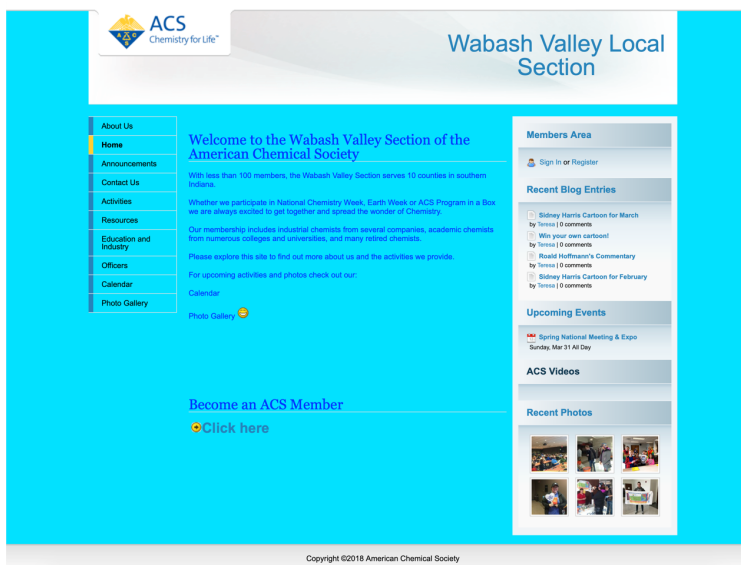 ACS
Chemistry for Life™
Wabash Valley Local
Section
About Us
Home
Announcements
Contact Us
Activities
Resources
Education and
Industry
Officers
Calendar
Photo Gallery
Welcome to the Wabash Valley Section of the
American Chemical Society
With less than 100 members, the Wabash Valley Section serves 10 counties in southern
Indiana.
Whether we participate in National Chemistry Week, Earth Week or ACS Program in a Box
we are always excited to get together and spread the wonder of Chemistry.
Our membership includes industrial chemists from several companies, academic chemists
from numerous colleges and universities, and many retired chemists.
Please explore this site to find out more about us and the activities we provide.
For upcoming activities and photos check out our:
Calendar
Photo Gallery
Become an ACS Member
Click here
Members Area
Sign In or Register
Recent Blog Entries
Sidney Harris Cartoon for March
by Teresa | 0 comments
Win your own cartoon!
by Teresa | 0 comments
Roald Hoffmann's Commentary
by Teresa | 0 comments
Sidney Harris Cartoon for February
by Teresa | 0 comments
Upcoming Events
Spring National Meeting & Expo
Sunday, Mar 31 All Day
ACS Videos
Recent Photos
Copyright ©2018 American Chemical Society